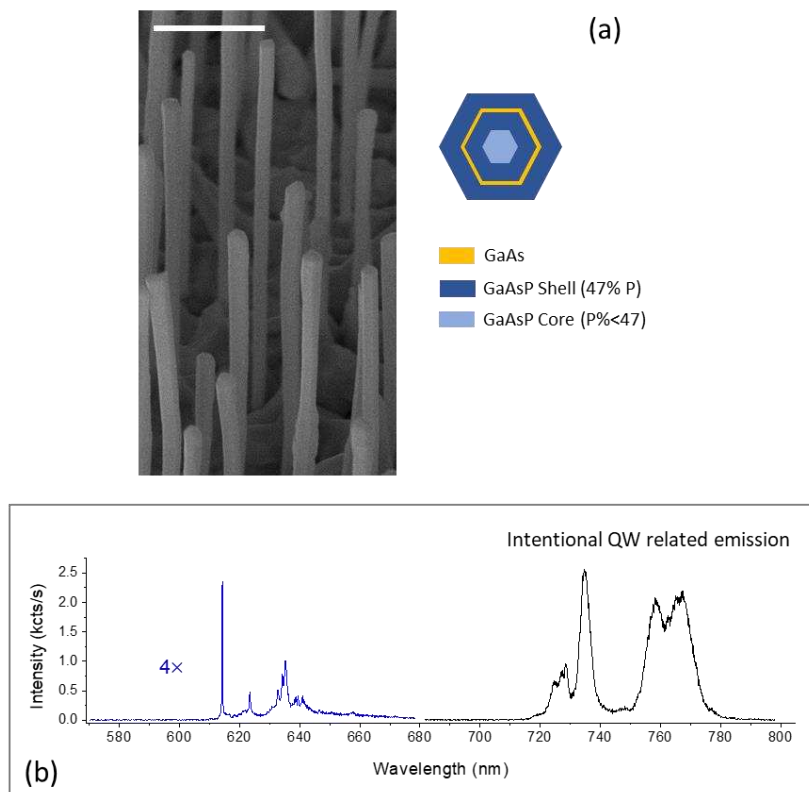 (a)
GaAs
GaAsP Shell (47% P)
GaAsP Core (P%<47)
Intentional QW related emission
Intensity (kcts/s)
2.5
2.0
1.5
1.0
0.5
0.0
4×
580 600 620 640 660 680 700 720 740 760 780 800
Wavelength (nm)
(b)